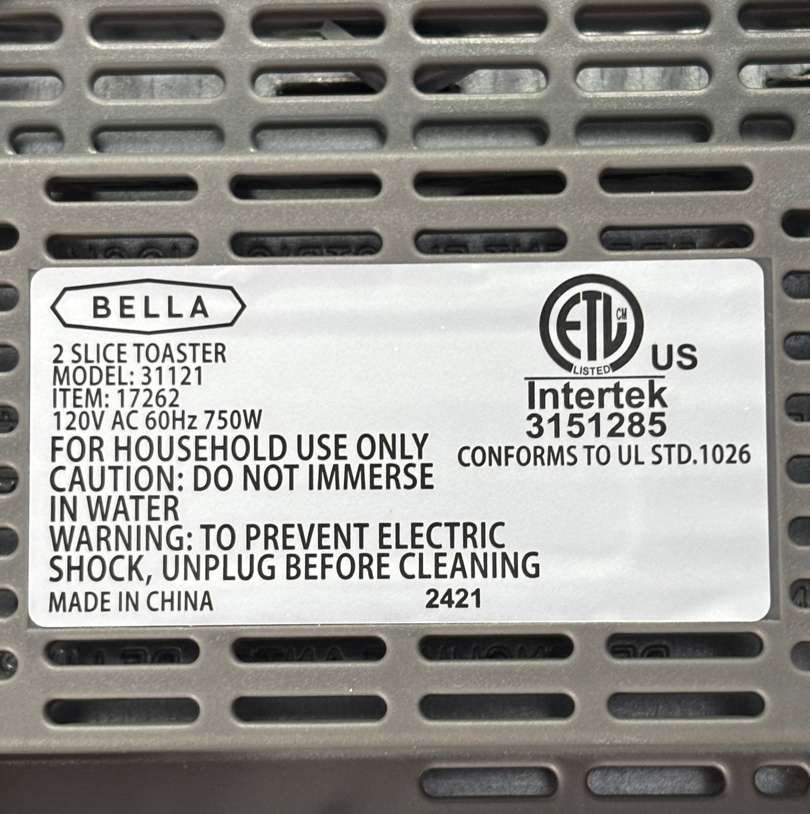 BELLA
2 SLICE TOASTER
MODEL: 31121
ITEM: 17262
120V AC 60Hz 750W
FOR HOUSEHOLD USE ONLY
CAUTION: DO NOT IMMERSE
IN WATER
WARNING: TO PREVENT ELECTRIC
SHOCK, UNPLUG BEFORE CLEANING
MADE IN CHINA
2421
ETL CM
LISTED
US
Intertek
3151285
CONFORMS TO UL STD.1026